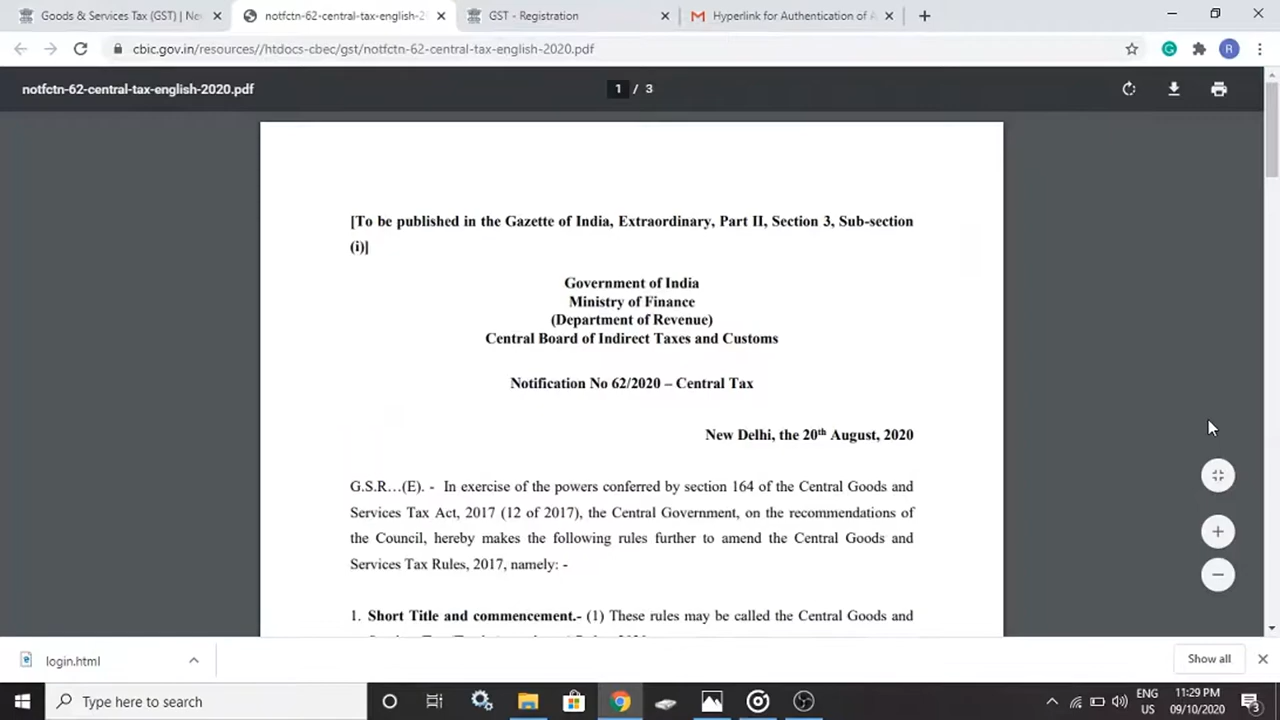 Goods & Services Tax (GST) | Ne
notfctn-62-central-tax-english-2
GST - Registration
Hyperlink for Authentication of A
cbic.gov.in/resources//htdocs-cbec/gst/notfctn-62-central-tax-english-2020.pdf
R
notfctn-62-central-tax-english-2020.pdf
1 / 3
[To be published in the Gazette of India, Extraordinary, Part II, Section 3, Sub-section
(i)]
Government of India
Ministry of Finance
(Department of Revenue)
Central Board of Indirect Taxes and Customs
Notification No 62/2020 – Central Tax
New Delhi, the 20th August, 2020
G.S.R...(E). - In exercise of the powers conferred by section 164 of the Central Goods and
Services Tax Act, 2017 (12 of 2017), the Central Government, on the recommendations of
the Council, hereby makes the following rules further to amend the Central Goods and
Services Tax Rules, 2017, namely: -
1. Short Title and commencement.- (1) These rules may be called the Central Goods and
login.html
Show all
Type here to search
ENG
US
11:29 PM
09/10/2020
3